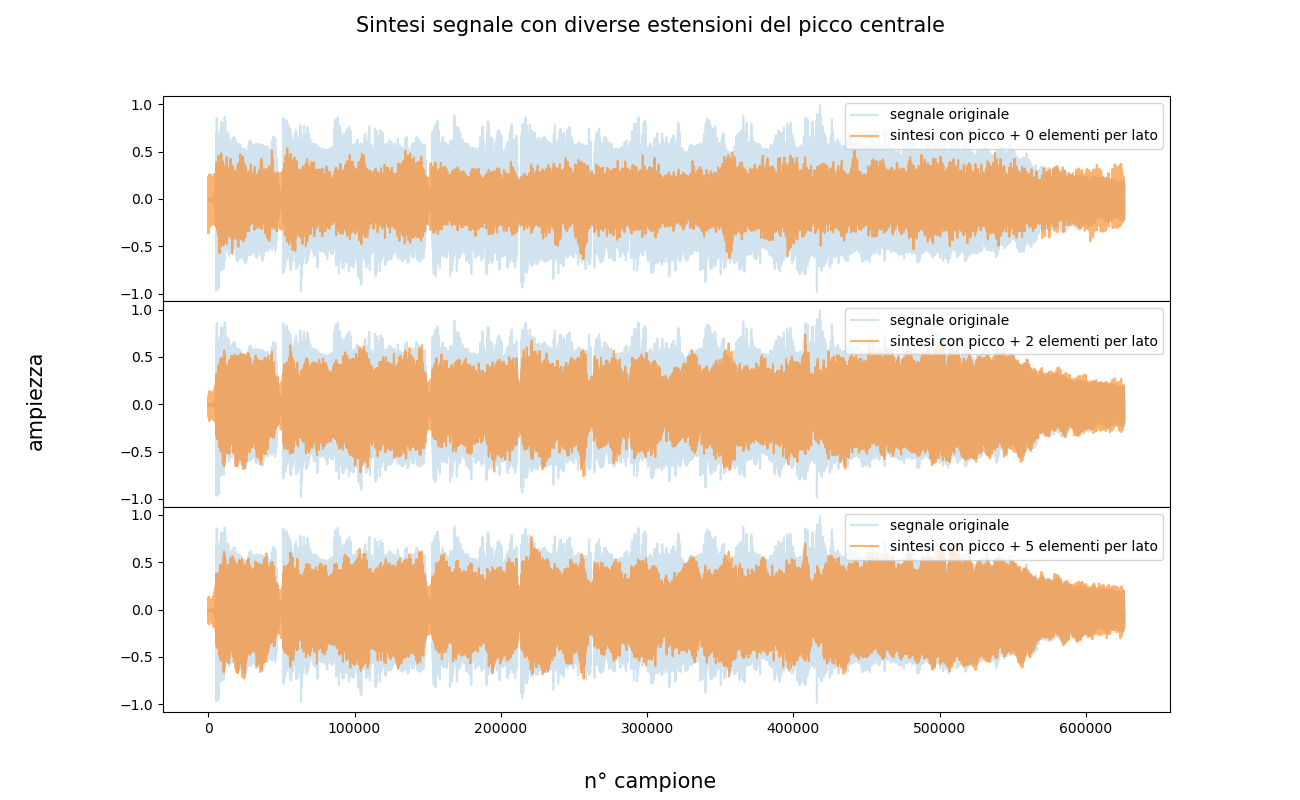 Sintesi segnale con diverse estensioni del picco centrale
ampiezza
1.0
0.5
0.0
−0.5
−1.0
segnale originale
sintesi con picco + 0 elementi per lato
1.0
0.5
0.0
−0.5
−1.0
segnale originale
sintesi con picco + 2 elementi per lato
1.0
0.5
0.0
−0.5
−1.0
segnale originale
sintesi con picco + 5 elementi per lato
0 100000 200000 300000 400000 500000 600000
n° campione